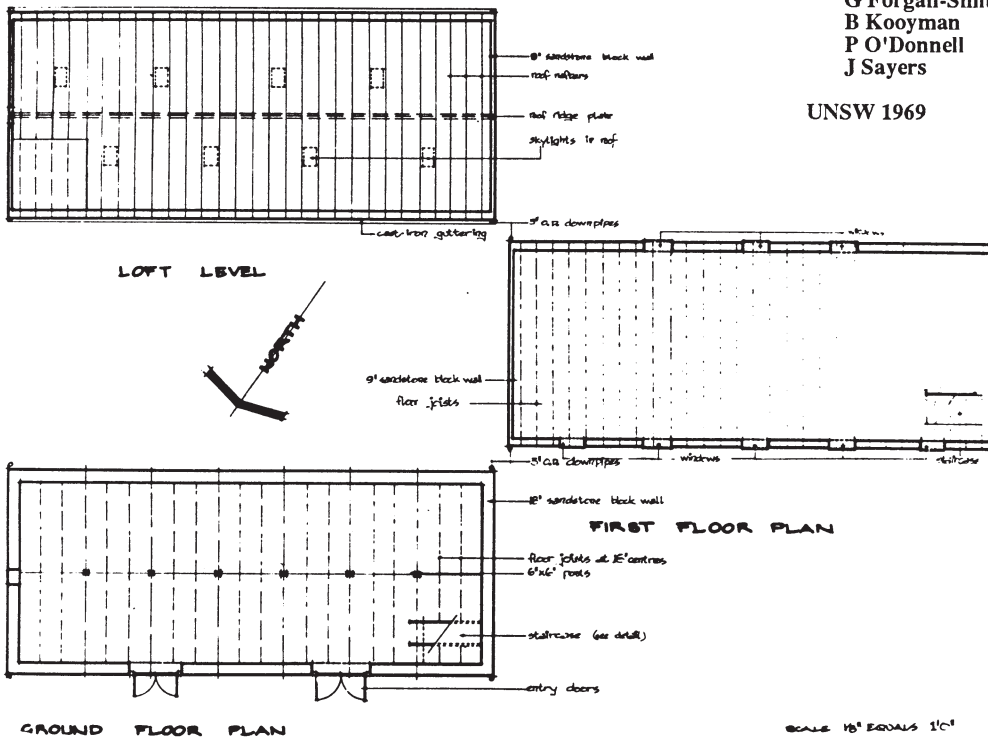 G Forgan-Smit
B Kooyman
P O'Donnell
J Sayers
UNSW 1969
9" sandstone block wall
roof rafters
roof ridge plate
skylights in roof
5" dia downpipes
cast-iron guttering
LOFT LEVEL
NORTH
windows
9" sandstone block wall
floor joists
5" dia downpipes
windows
staircase
18" sandstone block wall
FIRST FLOOR PLAN
floor joists at 18" centres
6"x6" posts
staircase (see detail)
entry doors
GROUND FLOOR PLAN
SCALE 1/8" EQUALS 1'0"